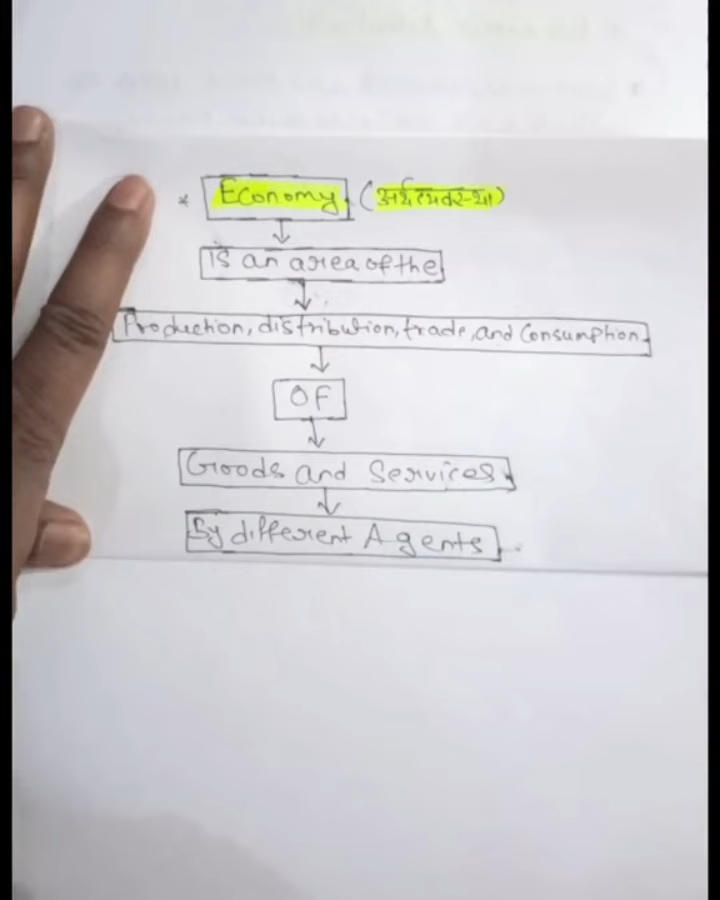 * Economy (अर्थव्यवस्था)
is an area of the
Production, distribution, trade, and Consumption.
OF
Goods and Services
By different Agents.